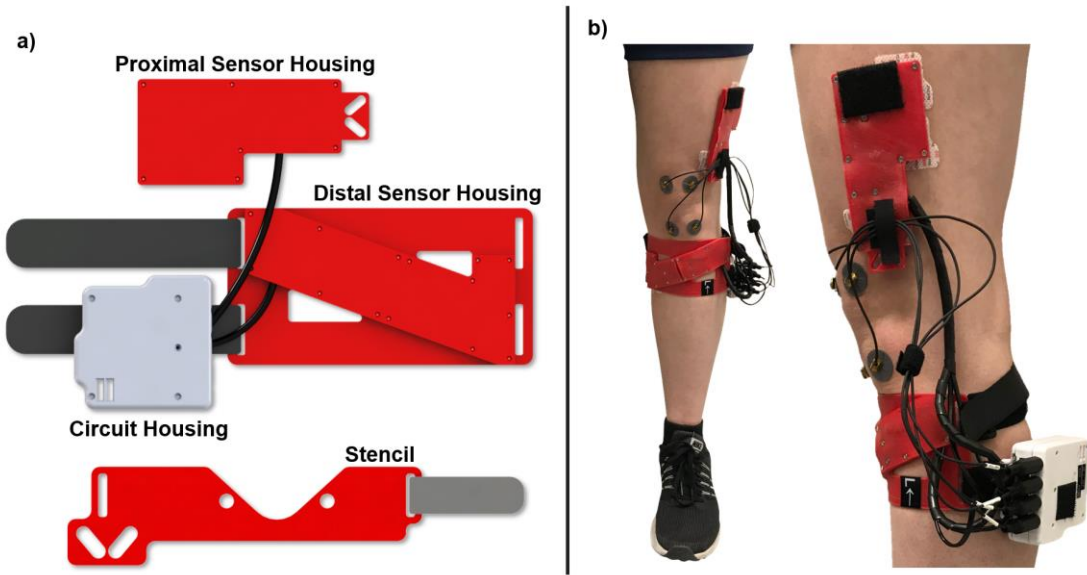 a)
Proximal Sensor Housing
Distal Sensor Housing
Circuit Housing
Stencil
b)
L
L